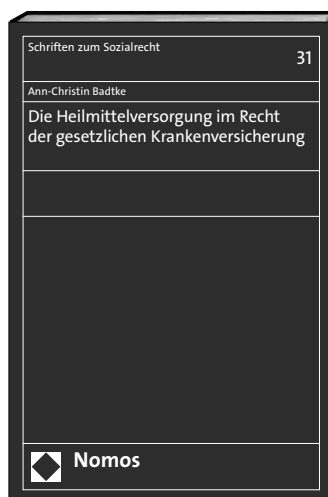 Schriften zum Sozialrecht
31
Ann-Christin Badtke
Die Heilmittelversorgung im Recht
der gesetzlichen Krankenversicherung
Nomos